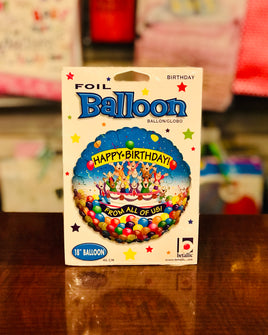 BIRTHDAY
FOIL
Balloon
BALLON/GLOBO
HAPPY BIRTHDAY!
FROM ALL OF US!
18" BALLOON
betallic